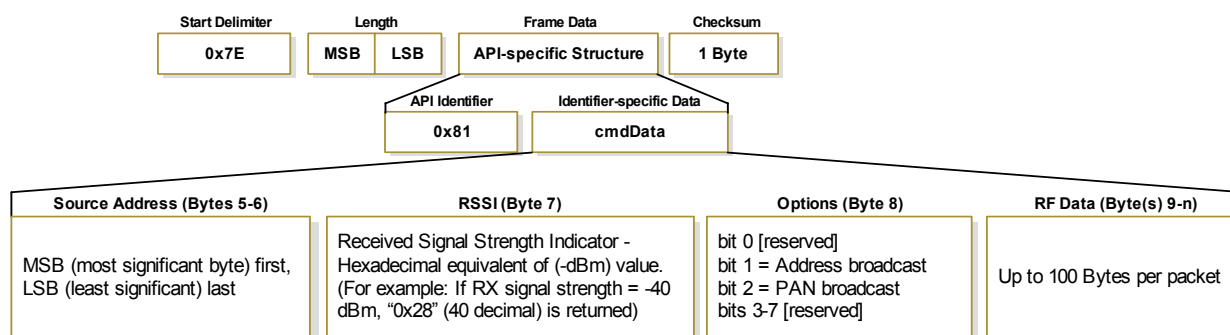 Start Delimiter
Length
Frame Data
Checksum
0x7E
MSB
LSB
API-specific Structure
1 Byte
API Identifier
Identifier-specific Data
0x81
cmdData
Source Address (Bytes 5-6)
MSB (most significant byte) first,
LSB (least significant) last
RSSI (Byte 7)
Received Signal Strength Indicator -
Hexadecimal equivalent of (-dBm) value.
(For example: If RX signal strength = -40
dBm, “0x28” (40 decimal) is returned)
Options (Byte 8)
bit 0 [reserved]
bit 1 = Address broadcast
bit 2 = PAN broadcast
bits 3-7 [reserved]
RF Data (Byte(s) 9-n)
Up to 100 Bytes per packet